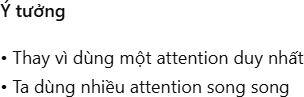 Ý tưởng
• Thay vì dùng một attention duy nhất
• Ta dùng nhiều attention song song